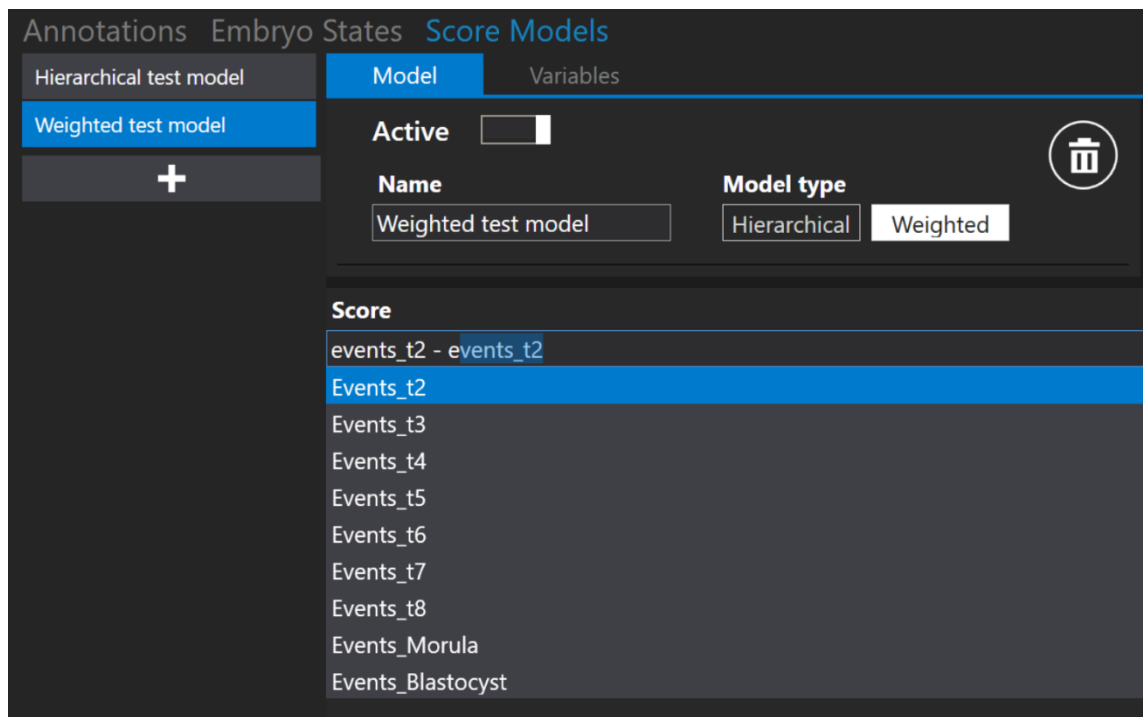 Annotations Embryo States Score Models
Hierarchical test model
Weighted test model
Model Variables
Active
Name
Weighted test model
Model type
Hierarchical Weighted
Score
events_t2 - events_t2
Events_t2
Events_t3
Events_t4
Events_t5
Events_t6
Events_t7
Events_t8
Events_Morula
Events_Blastocyst